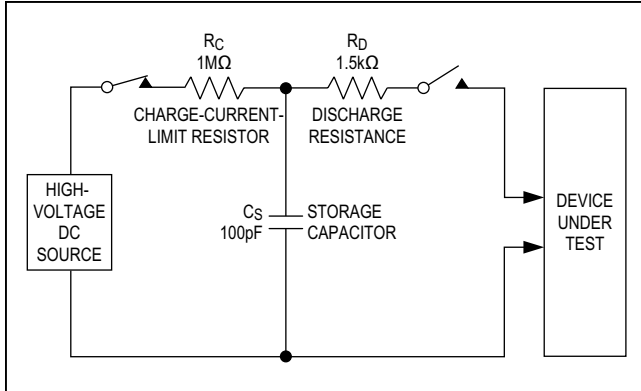 RC
1MΩ
CHARGE-CURRENT-
LIMIT RESISTOR
RD
1.5kΩ
DISCHARGE
RESISTANCE
HIGH-
VOLTAGE
DC
SOURCE
CS
100pF
STORAGE
CAPACITOR
DEVICE
UNDER
TEST